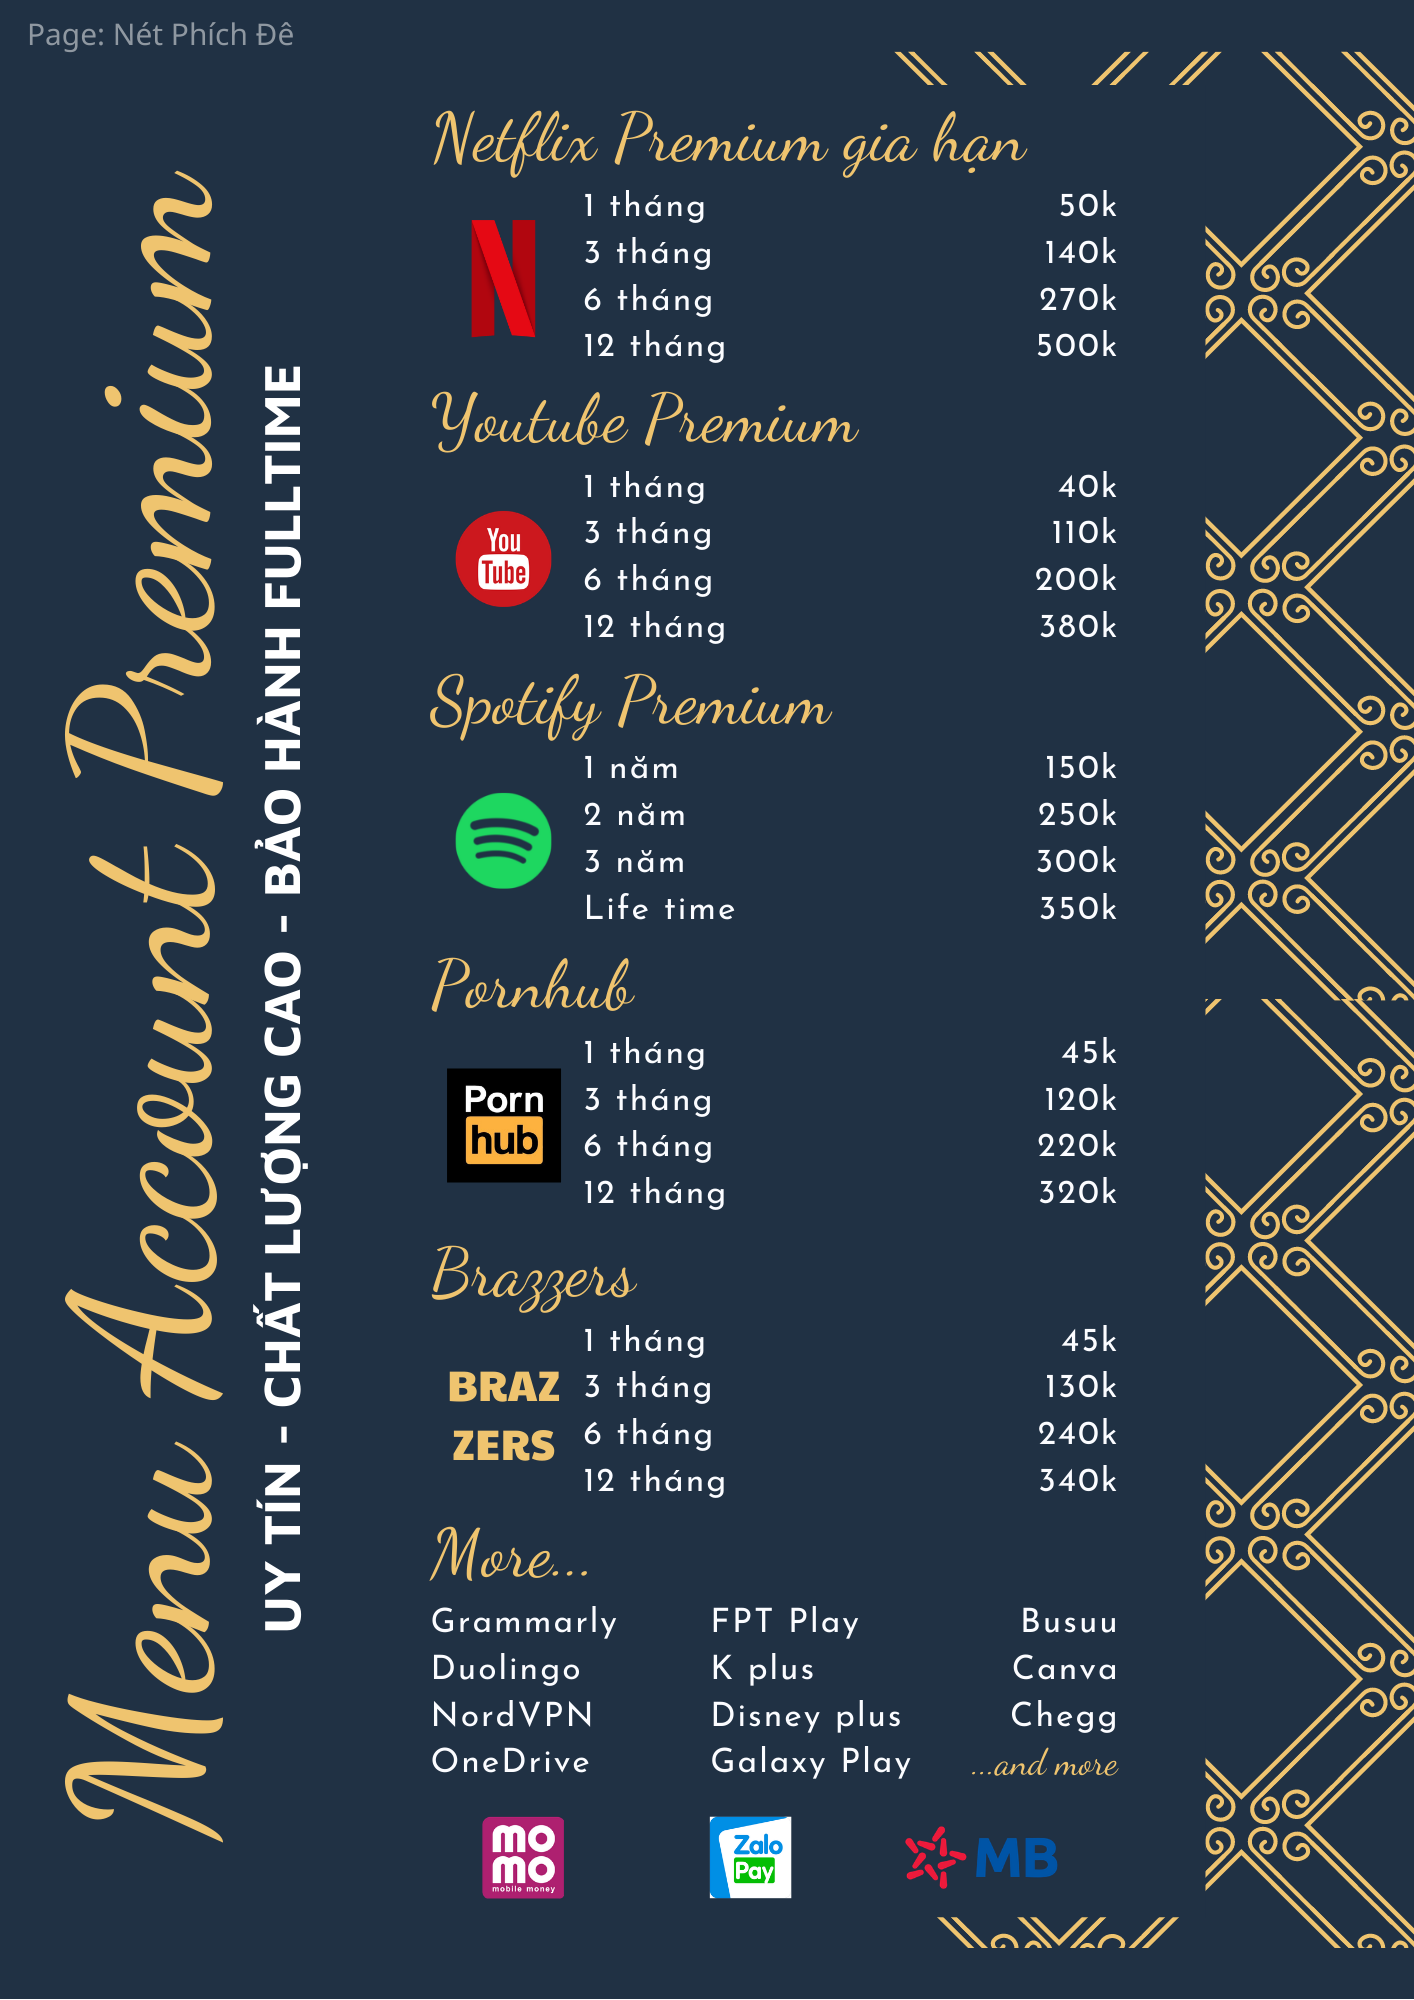 Page: Nét Phích Đê
Menu Account Premium
UY TÍN - CHẤT LƯỢNG CAO - BẢO HÀNH FULLTIME
Netflix Premium gia hạn
1 tháng 50k
3 tháng 140k
6 tháng 270k
12 tháng 500k
Youtube Premium
You
Tube
1 tháng 40k
3 tháng 110k
6 tháng 200k
12 tháng 380k
Spotify Premium
1 năm 150k
2 năm 250k
3 năm 300k
Life time 350k
Pornhub
Porn
hub
1 tháng 45k
3 tháng 120k
6 tháng 220k
12 tháng 320k
Brazzers
BRAZ
ZERS
1 tháng 45k
3 tháng 130k
6 tháng 240k
12 tháng 340k
More...
Grammarly FPT Play Busuu
Duolingo K plus Canva
NordVPN Disney plus Chegg
OneDrive Galaxy Play ...and more
mo
mo
mobile money
Zalo
Pay
MB